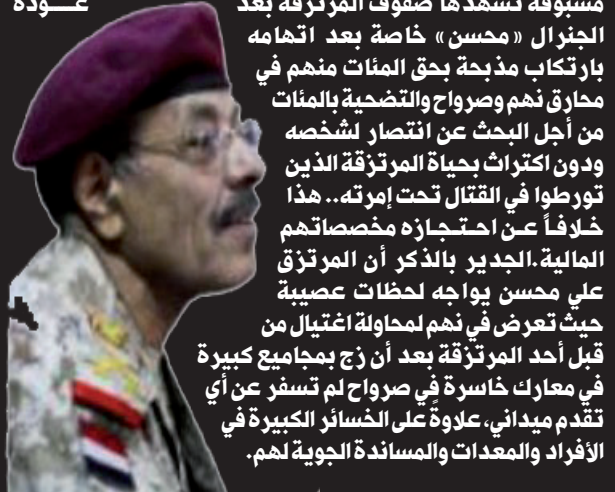 مسبوقة تشهدها صفوف المرتزقة بعد عــــودة
الجنرال «محسن» خاصة بعد اتهامه
بارتكاب مذبحة بحق المئات منهم في
محارق نهم وصرواح والتضحية بالمئات
من أجل البحث عن انتصار لشخصه
ودون اكتراث بحياة المرتزقة الذين
تورطوا في القتال تحت إمرته.. هذا
خلافاً عـن احـتـجـازه مخصصاتهم
المالية.الجدير بالذكر أن المرتزق
علي محسن يواجه لحظات عصيبة
حيث تعرض في نهم لمحاولة اغتيال من
قبل أحد المرتزقة بعد أن زج بمجاميع كبيرة
في معارك خاسرة في صرواح لم تسفر عن أي
تقدم ميداني، علاوةً على الخسائر الكبيرة في
الأفراد والمعدات والمساندة الجوية لهم.